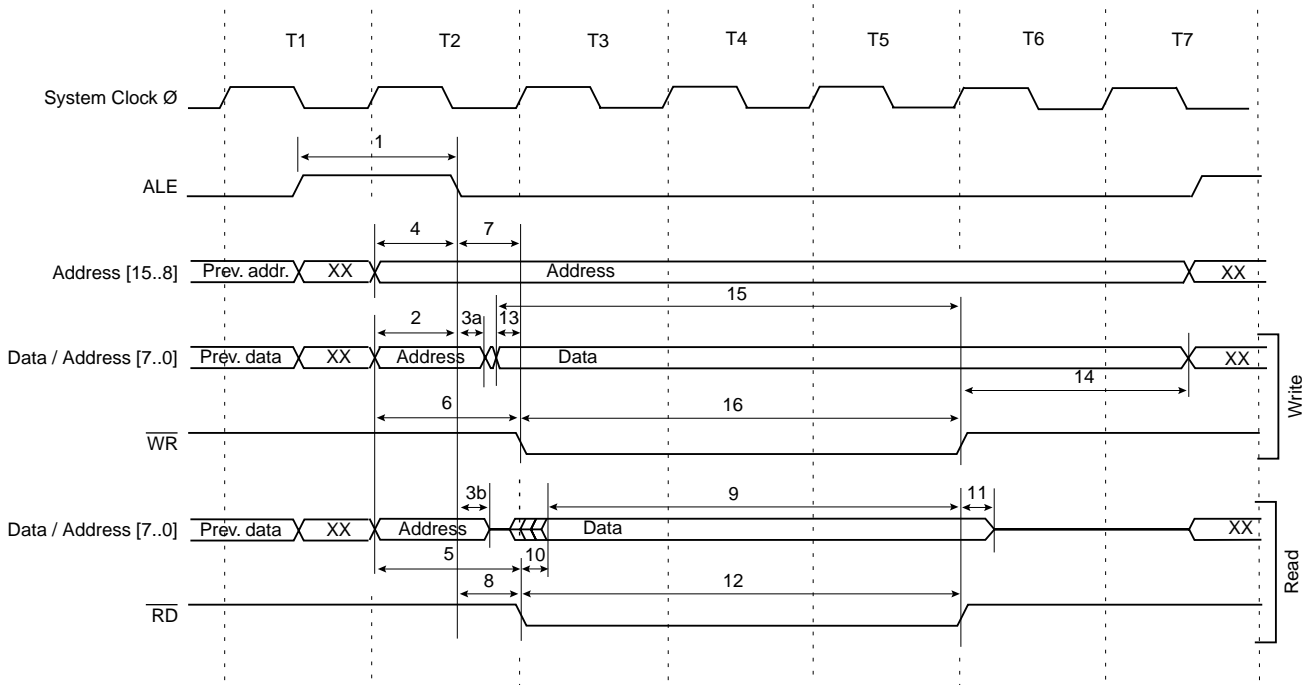 T1 T2 T3 T4 T5 T6 T7
System Clock Ø
1
ALE
4 7
Address [15..8] Prev. addr. XX Address XX
15
2 3a 13
Data / Address [7..0] Prev. data XX Address Data XX
14
6 16
WR
Write
3b 9 11
Data / Address [7..0] Prev. data XX Address Data XX
5 10
8 12
RD
Read